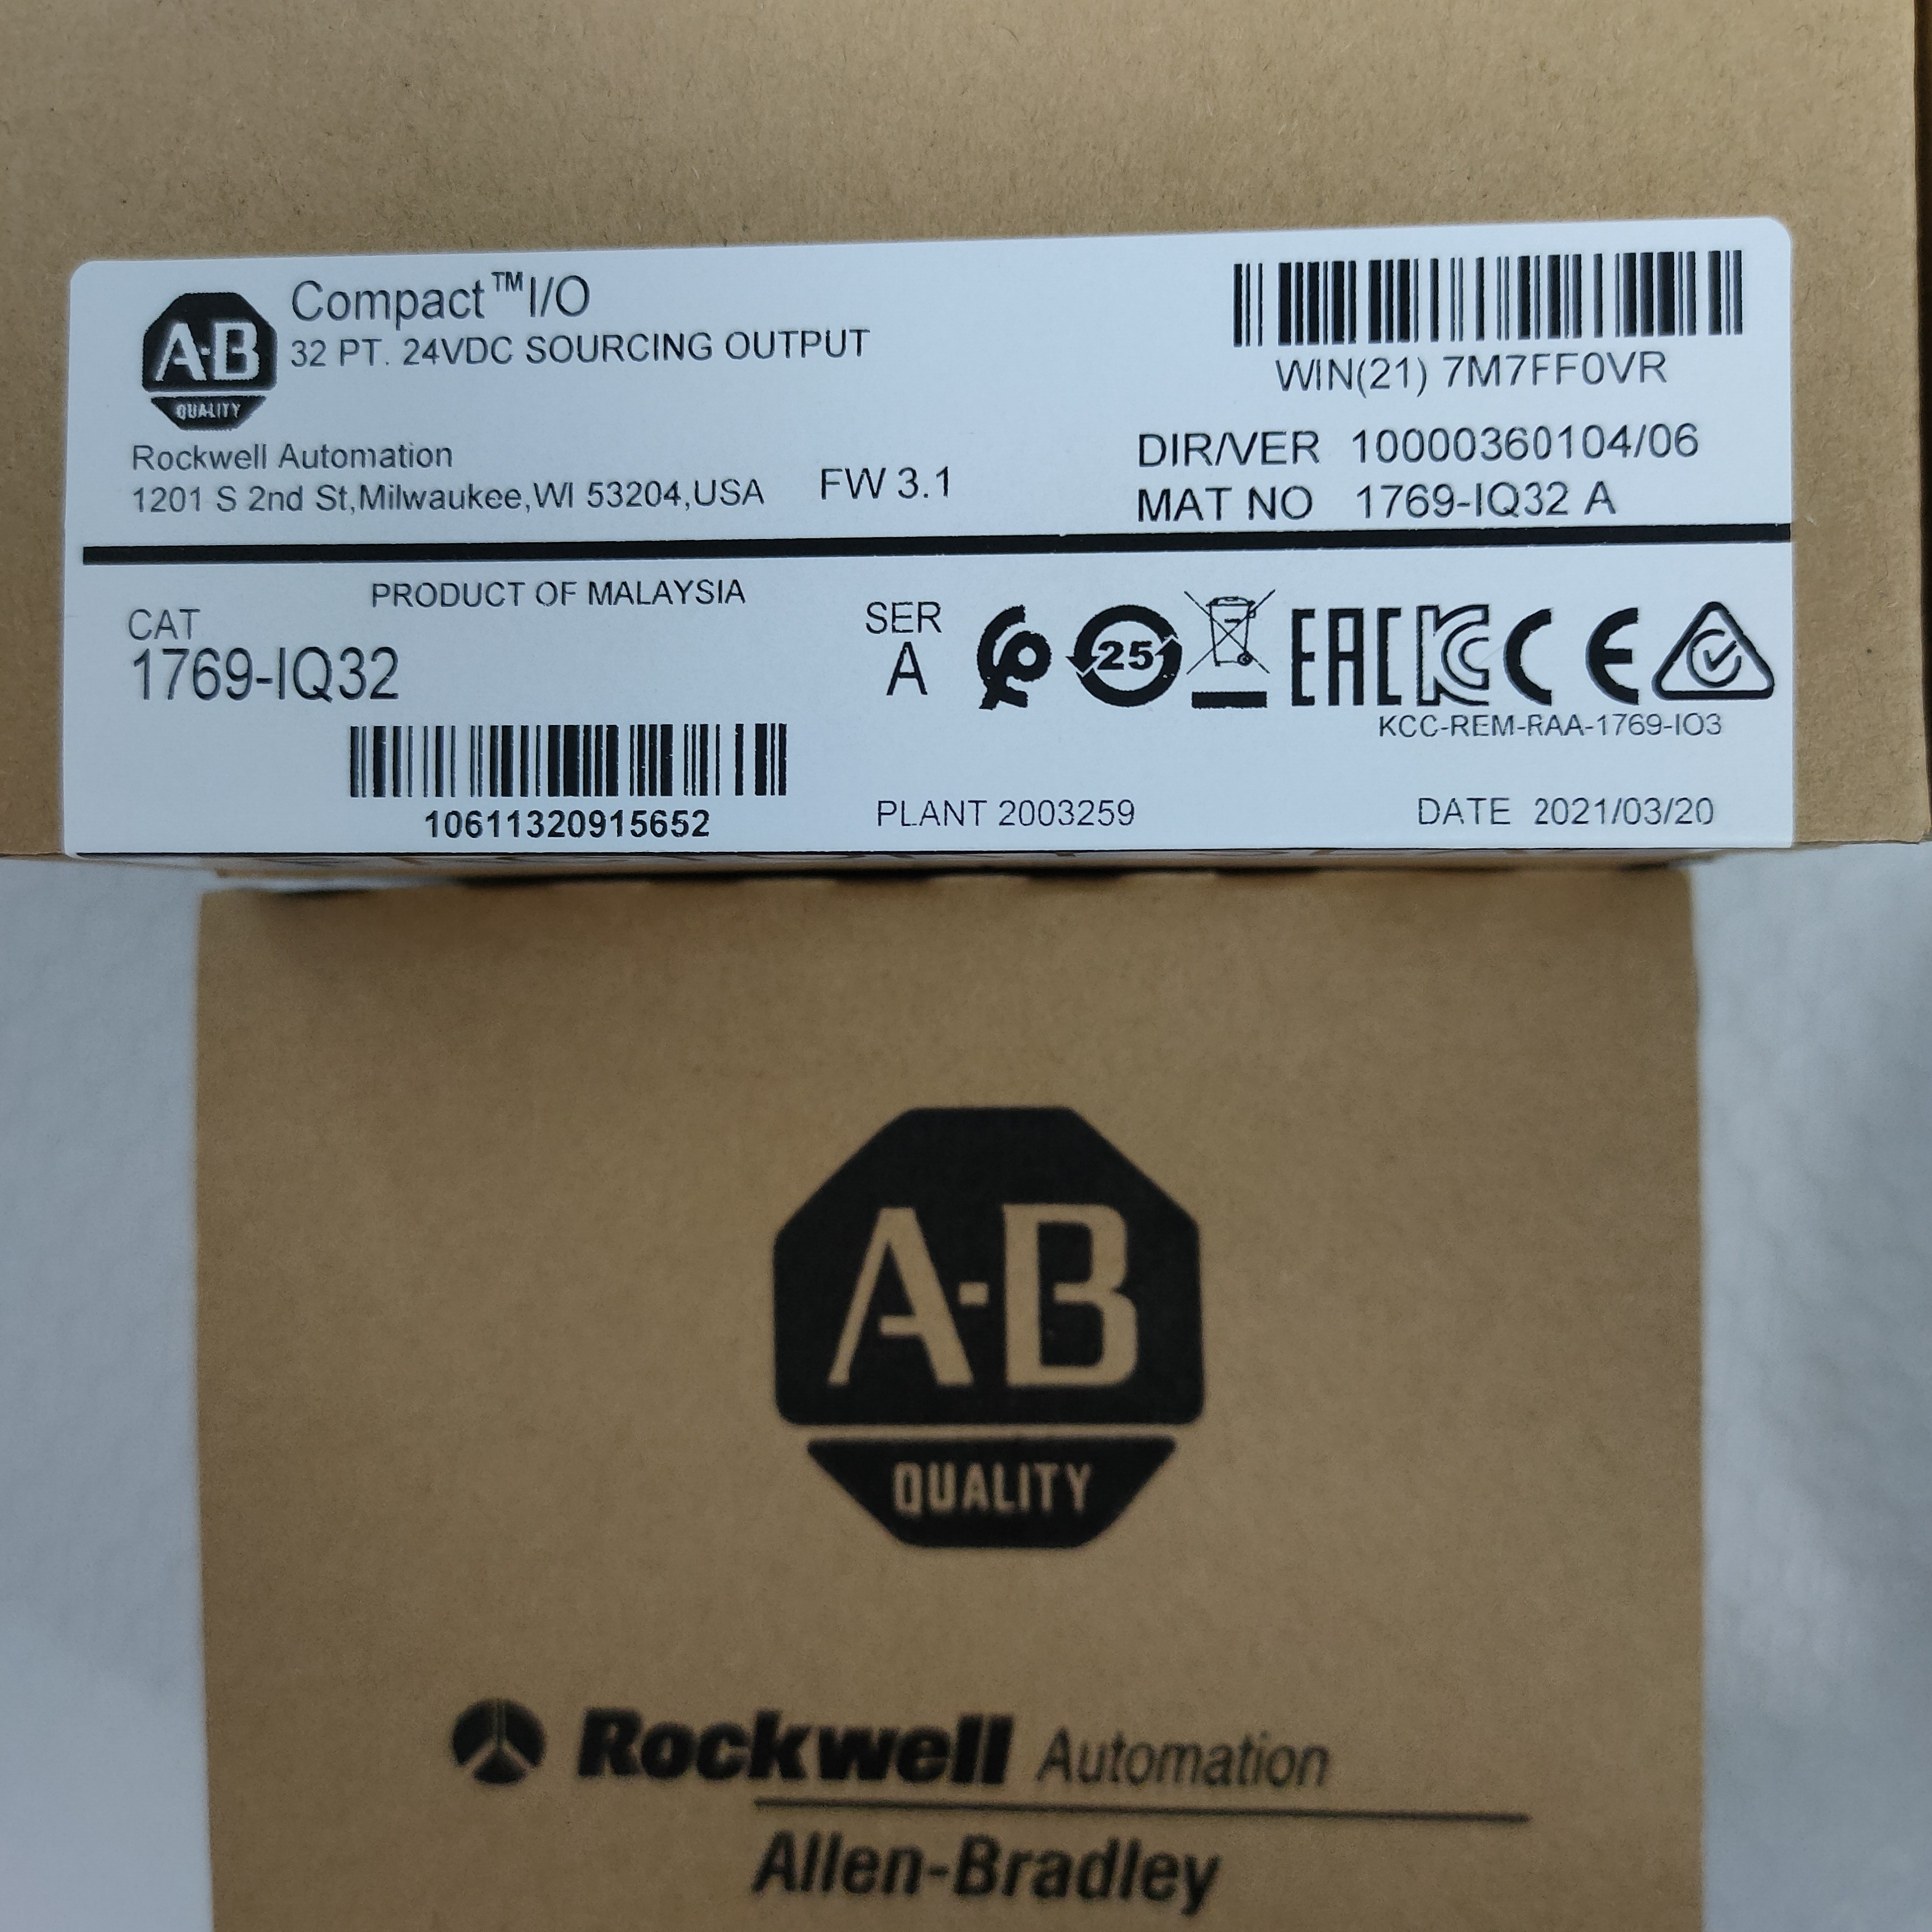 A-B
QUALITY
Compact™I/O
32 PT. 24VDC SOURCING OUTPUT
WIN(21) 7M7FF0VR
Rockwell Automation
1201 S 2nd St,Milwaukee,WI 53204,USA
FW 3.1
DIR/VER 10000360104/06
MAT NO 1769-IQ32 A
PRODUCT OF MALAYSIA
CAT
1769-IQ32
SER
A
25
EAC
CE
KCC-REM-RAA-1769-IO3
10611320915652
PLANT 2003259
DATE 2021/03/20
A-B
QUALITY
Rockwell Automation
Allen-Bradley